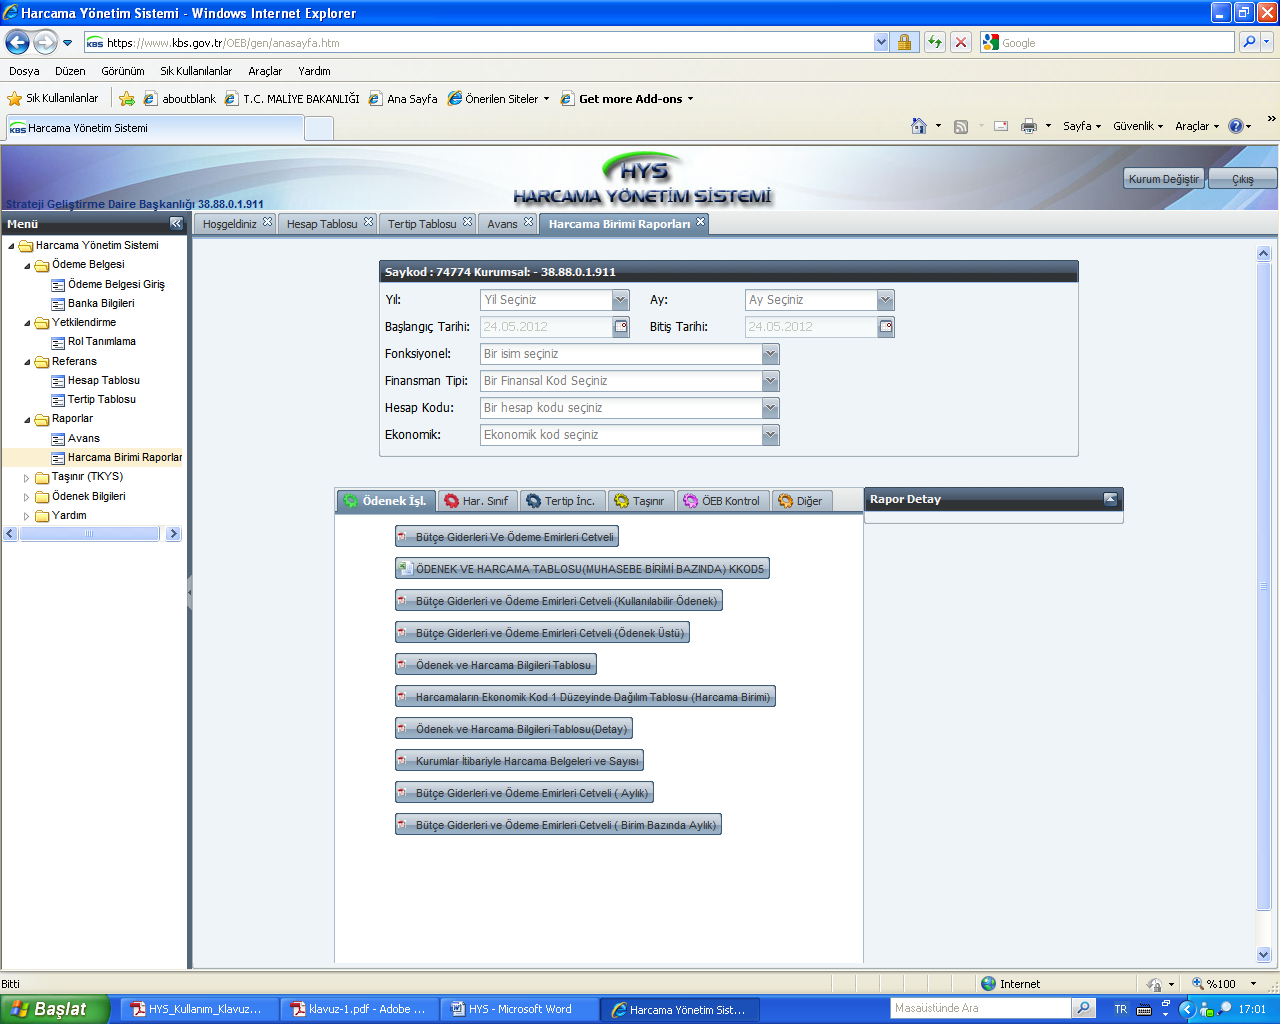 Harcama Yönetim Sistemi - Windows Internet Explorer
KBS https://www.kbs.gov.tr/OEB/gen/anasayfa.htm Google
Dosya Düzen Görünüm Sık Kullanılanlar Araçlar Yardım
Sık Kullanılanlar aboutblank T.C. MALİYE BAKANLIĞI Ana Sayfa Önerilen Siteler Get more Add-ons
KBS Harcama Yönetim Sistemi Sayfa Güvenlik Araçlar
HYS
HARCAMA YÖNETİM SİSTEMİ
Kurum Değiştir Çıkış
Strateji Geliştirme Daire Başkanlığı 38.88.0.1.911
Menü
Hoşgeldiniz Hesap Tablosu Tertip Tablosu Avans Harcama Birimi Raporları
Harcama Yönetim Sistemi
Ödeme Belgesi
Ödeme Belgesi Giriş
Banka Bilgileri
Yetkilendirme
Rol Tanımlama
Referans
Hesap Tablosu
Tertip Tablosu
Raporlar
Avans
Harcama Birimi Raporlar
Taşınır (TKYS)
Ödenek Bilgileri
Yardım
Saykod : 74774 Kurumsal: - 38.88.0.1.911
Yıl: Yıl Seçiniz Ay: Ay Seçiniz
Başlangıç Tarihi: 24.05.2012 Bitiş Tarihi: 24.05.2012
Fonksiyonel: Bir isim seçiniz
Finansman Tipi: Bir Finansal Kod Seçiniz
Hesap Kodu: Bir hesap kodu seçiniz
Ekonomik: Ekonomik kod seçiniz
Ödenek İşl. Har. Sınıf Tertip İnc. Taşınır ÖEB Kontrol Diğer
Rapor Detay
Bütçe Giderleri Ve Ödeme Emirleri Cetveli
ÖDENEK VE HARCAMA TABLOSU(MUHASEBE BİRİMİ BAZINDA) KKOD5
Bütçe Giderleri ve Ödeme Emirleri Cetveli (Kullanılabilir Ödenek)
Bütçe Giderleri ve Ödeme Emirleri Cetveli (Ödenek Üstü)
Ödenek ve Harcama Bilgileri Tablosu
Harcamaların Ekonomik Kod 1 Düzeyinde Dağılım Tablosu (Harcama Birimi)
Ödenek ve Harcama Bilgileri Tablosu(Detay)
Kurumlar İtibariyle Harcama Belgeleri ve Sayısı
Bütçe Giderleri ve Ödeme Emirleri Cetveli ( Aylık)
Bütçe Giderleri ve Ödeme Emirleri Cetveli ( Birim Bazında Aylık)
Bitti Internet %100
Başlat HYS_Kullanım_Klavuz... klavuz-1.pdf - Adobe ... HYS - Microsoft Word Harcama Yönetim Sist... Masaüstünde Ara TR 17:01